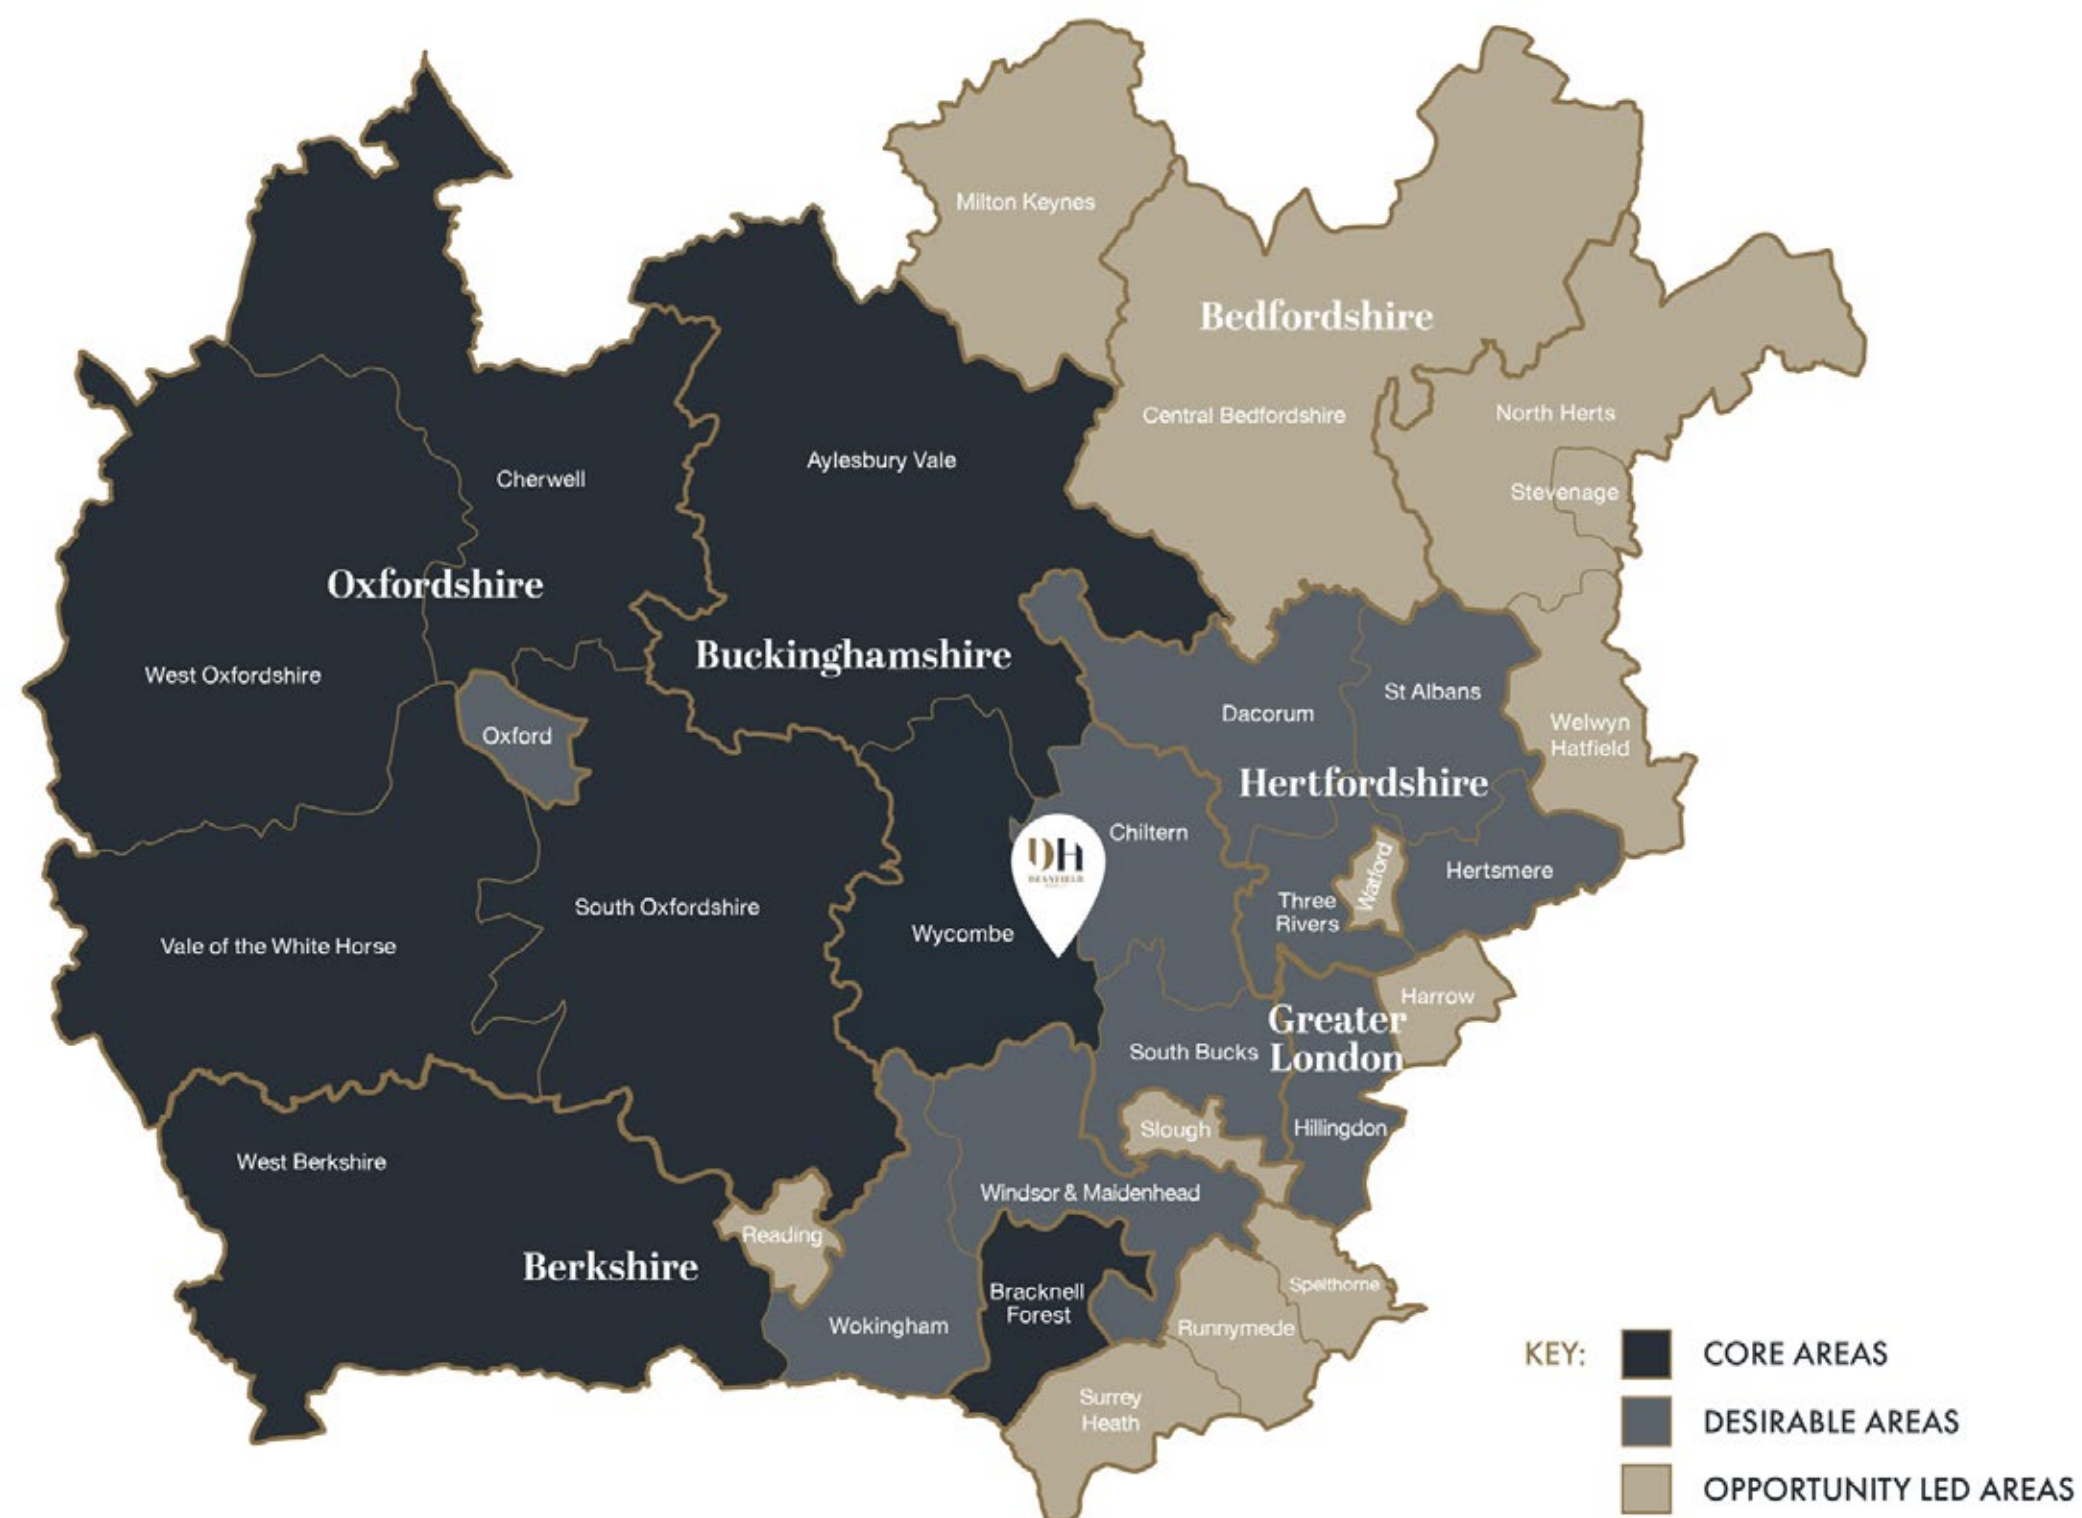 Milton Keynes
Bedfordshire
Central Bedfordshire
North Herts
Aylesbury Vale
Cherwell
Stevenage
Oxfordshire
Buckinghamshire
West Oxfordshire
St Albans
Dacorum
Welwyn
Hatfield
Oxford
Hertfordshire
Chiltern
DH
Watford
Hertsmere
Three
Rivers
South Oxfordshire
Wycombe
Vale of the White Horse
Harrow
Greater
London
South Bucks
Slough
Hillingdon
West Berkshire
Windsor & Maidenhead
Reading
Berkshire
Bracknell
Forest
Spelthorne
Wokingham
Runnymede
Surrey
Heath
KEY:
CORE AREAS
DESIRABLE AREAS
OPPORTUNITY LED AREAS